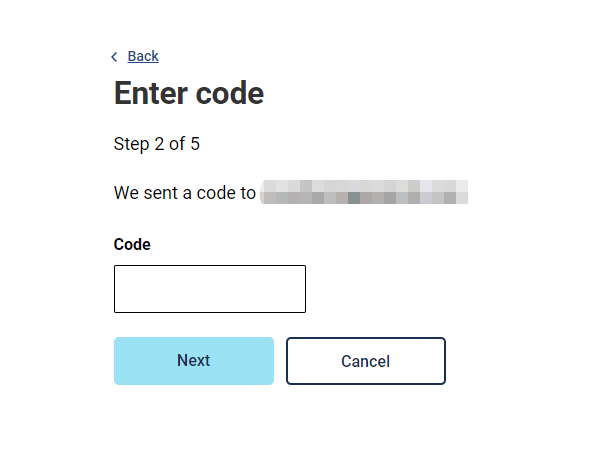 Back
Enter code
Step 2 of 5
We sent a code to
Code
Next
Cancel